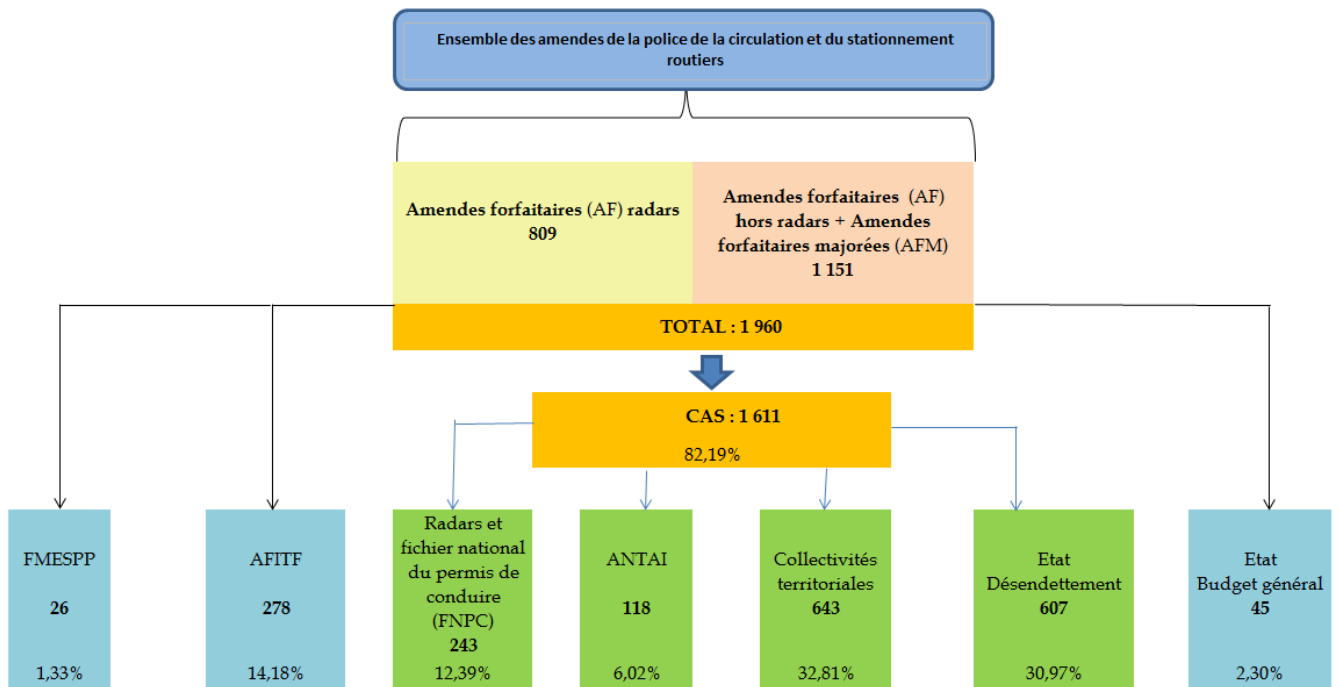 Ensemble des amendes de la police de la circulation et du stationnement
routiers
Amendes forfaitaires (AF) radars
809
Amendes forfaitaires (AF)
hors radars + Amendes
forfaitaires majorées (AFM)
1 151
TOTAL : 1 960
CAS : 1 611
82,19%
FMESPP
26
1,33%
AFITF
278
14,18%
Radars et
fichier national
du permis de
conduire
(FNPC)
243
12,39%
ANTAI
118
6,02%
Collectivités
territoriales
643
32,81%
Etat
Désendettement
607
30,97%
Etat
Budget général
45
2,30%